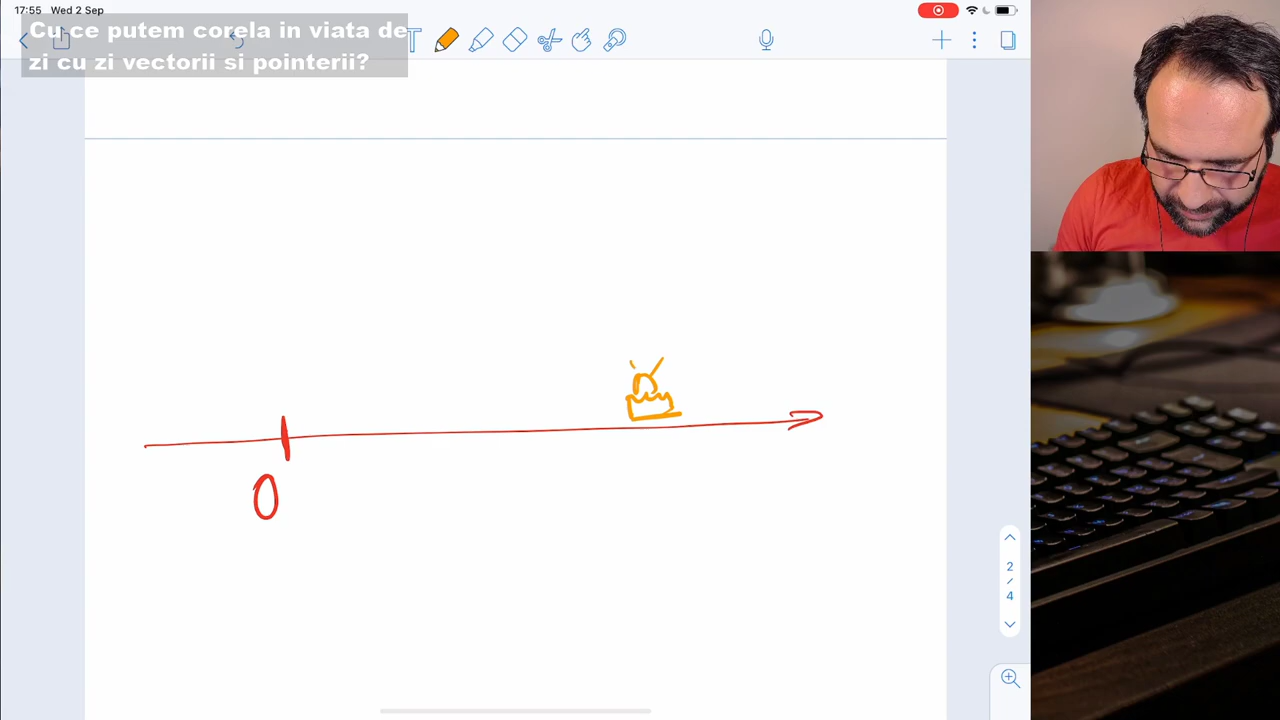 17:55 Wed 2 Sep
Cu ce putem corela in viata de
zi cu zi vectorii si pointerii?
T
0
2
/
4